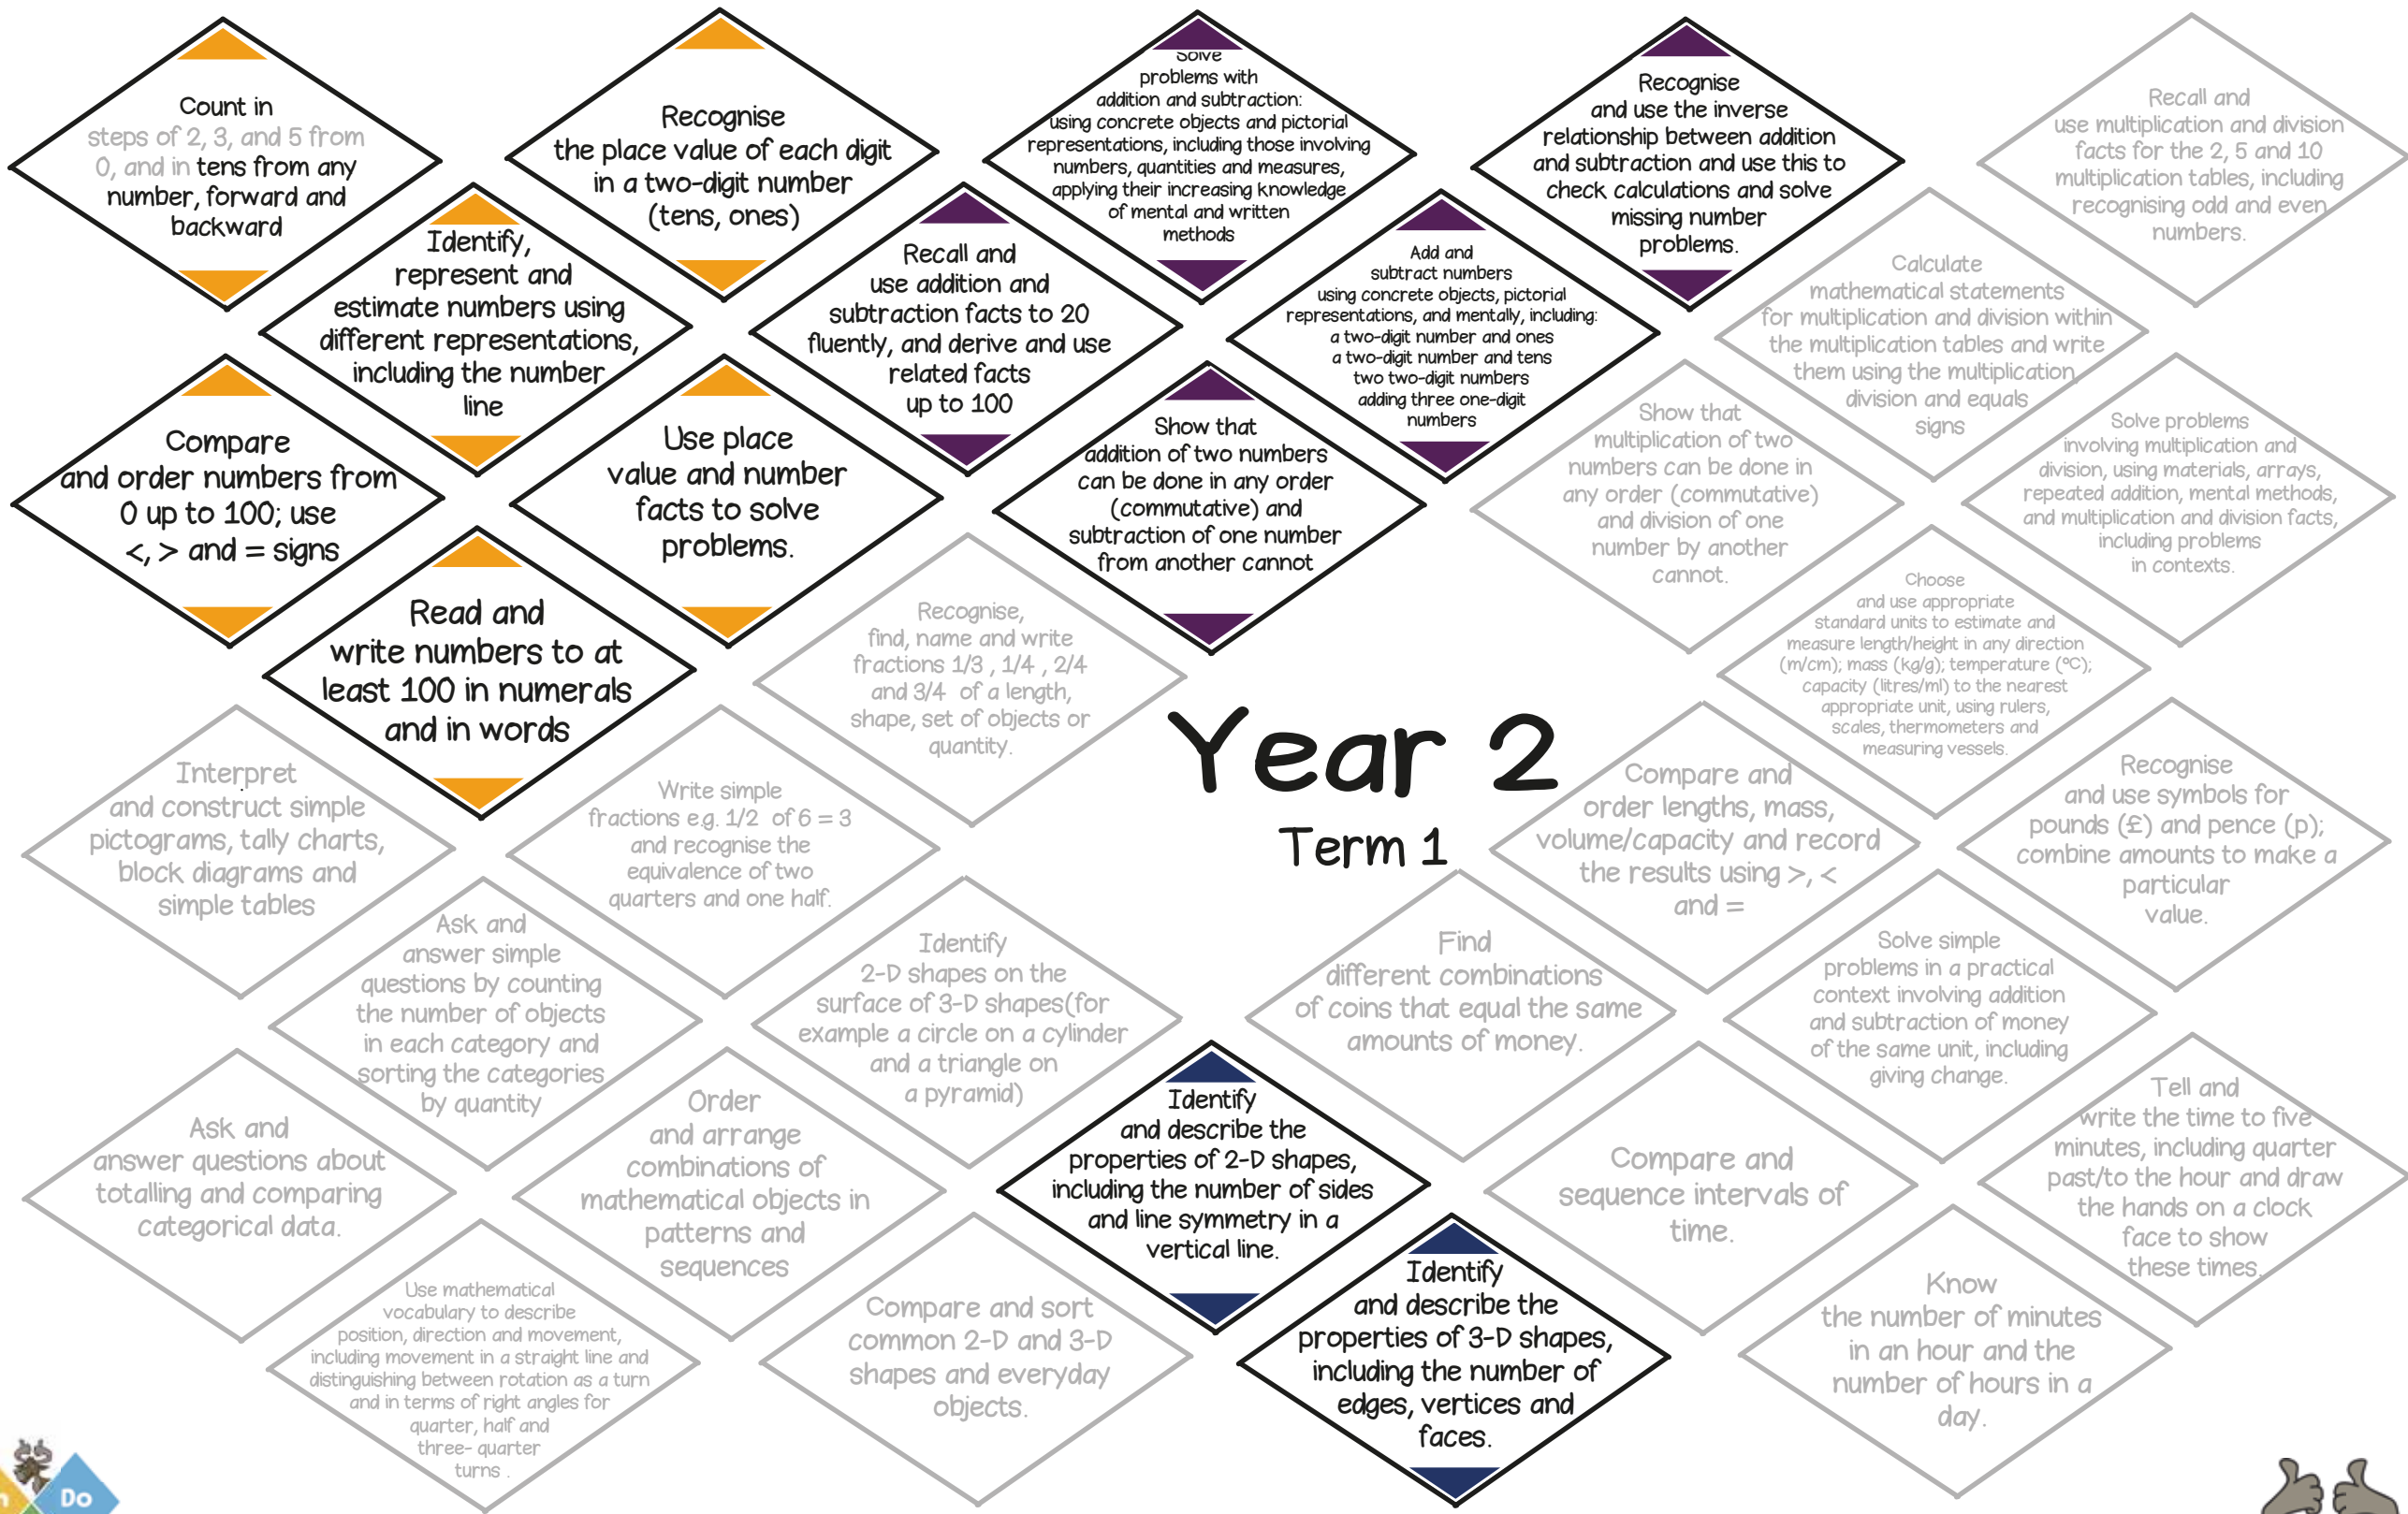 Count in
steps of 2, 3, and 5 from
0, and in tens from any
number, forward and
backward
Recognise
the place value of each digit
in a two-digit number
(tens, ones)
Solve
problems with
addition and subtraction:
using concrete objects and pictorial
representations, including those involving
numbers, quantities and measures,
applying their increasing knowledge
of mental and written
methods
Recognise
and use the inverse
relationship between addition
and subtraction and use this to
check calculations and solve
missing number
problems.
Recall and
use multiplication and division
facts for the 2, 5 and 10
multiplication tables, including
recognising odd and even
numbers.
Identify,
represent and
estimate numbers using
different representations,
including the number
line
Recall and
use addition and
subtraction facts to 20
fluently, and derive and use
related facts
up to 100
Add and
subtract numbers
using concrete objects, pictorial
representations, and mentally, including:
a two-digit number and ones
a two-digit number and tens
two two-digit numbers
adding three one-digit
numbers
Calculate
mathematical statements
for multiplication and division within
the multiplication tables and write
them using the multiplication,
division and equals
signs
Compare
and order numbers from
0 up to 100; use
<, > and = signs
Use place
value and number
facts to solve
problems.
Show that
addition of two numbers
can be done in any order
(commutative) and
subtraction of one number
from another cannot
Show that
multiplication of two
numbers can be done in
any order (commutative)
and division of one
number by another
cannot.
Solve problems
involving multiplication and
division, using materials, arrays,
repeated addition, mental methods,
and multiplication and division facts,
including problems
in contexts.
Read and
write numbers to at
least 100 in numerals
and in words
Recognise,
find, name and write
fractions 1/3 , 1/4 , 2/4
and 3/4 of a length,
shape, set of objects or
quantity.
Choose
and use appropriate
standard units to estimate and
measure length/height in any direction
(m/cm); mass (kg/g); temperature (°C);
capacity (litres/ml) to the nearest
appropriate unit, using rulers,
scales, thermometers and
measuring vessels.
Year 2
Term 1
Interpret
and construct simple
pictograms, tally charts,
block diagrams and
simple tables
Write simple
fractions e.g. 1/2 of 6 = 3
and recognise the
equivalence of two
quarters and one half.
Compare and
order lengths, mass,
volume/capacity and record
the results using >, <
and =
Recognise
and use symbols for
pounds (£) and pence (p);
combine amounts to make a
particular
value.
Ask and
answer simple
questions by counting
the number of objects
in each category and
sorting the categories
by quantity
Identify
2-D shapes on the
surface of 3-D shapes(for
example a circle on a cylinder
and a triangle on
a pyramid)
Find
different combinations
of coins that equal the same
amounts of money.
Solve simple
problems in a practical
context involving addition
and subtraction of money
of the same unit, including
giving change.
Ask and
answer questions about
totalling and comparing
categorical data.
Order
and arrange
combinations of
mathematical objects in
patterns and
sequences
Identify
and describe the
properties of 2-D shapes,
including the number of sides
and line symmetry in a
vertical line.
Compare and
sequence intervals of
time.
Tell and
write the time to five
minutes, including quarter
past/to the hour and draw
the hands on a clock
face to show
these times.
Use mathematical
vocabulary to describe
position, direction and movement,
including movement in a straight line and
distinguishing between rotation as a turn
and in terms of right angles for
quarter, half and
three- quarter
turns .
Compare and sort
common 2-D and 3-D
shapes and everyday
objects.
Identify
and describe the
properties of 3-D shapes,
including the number of
edges, vertices and
faces.
Know
the number of minutes
in an hour and the
number of hours in a
day.
Do